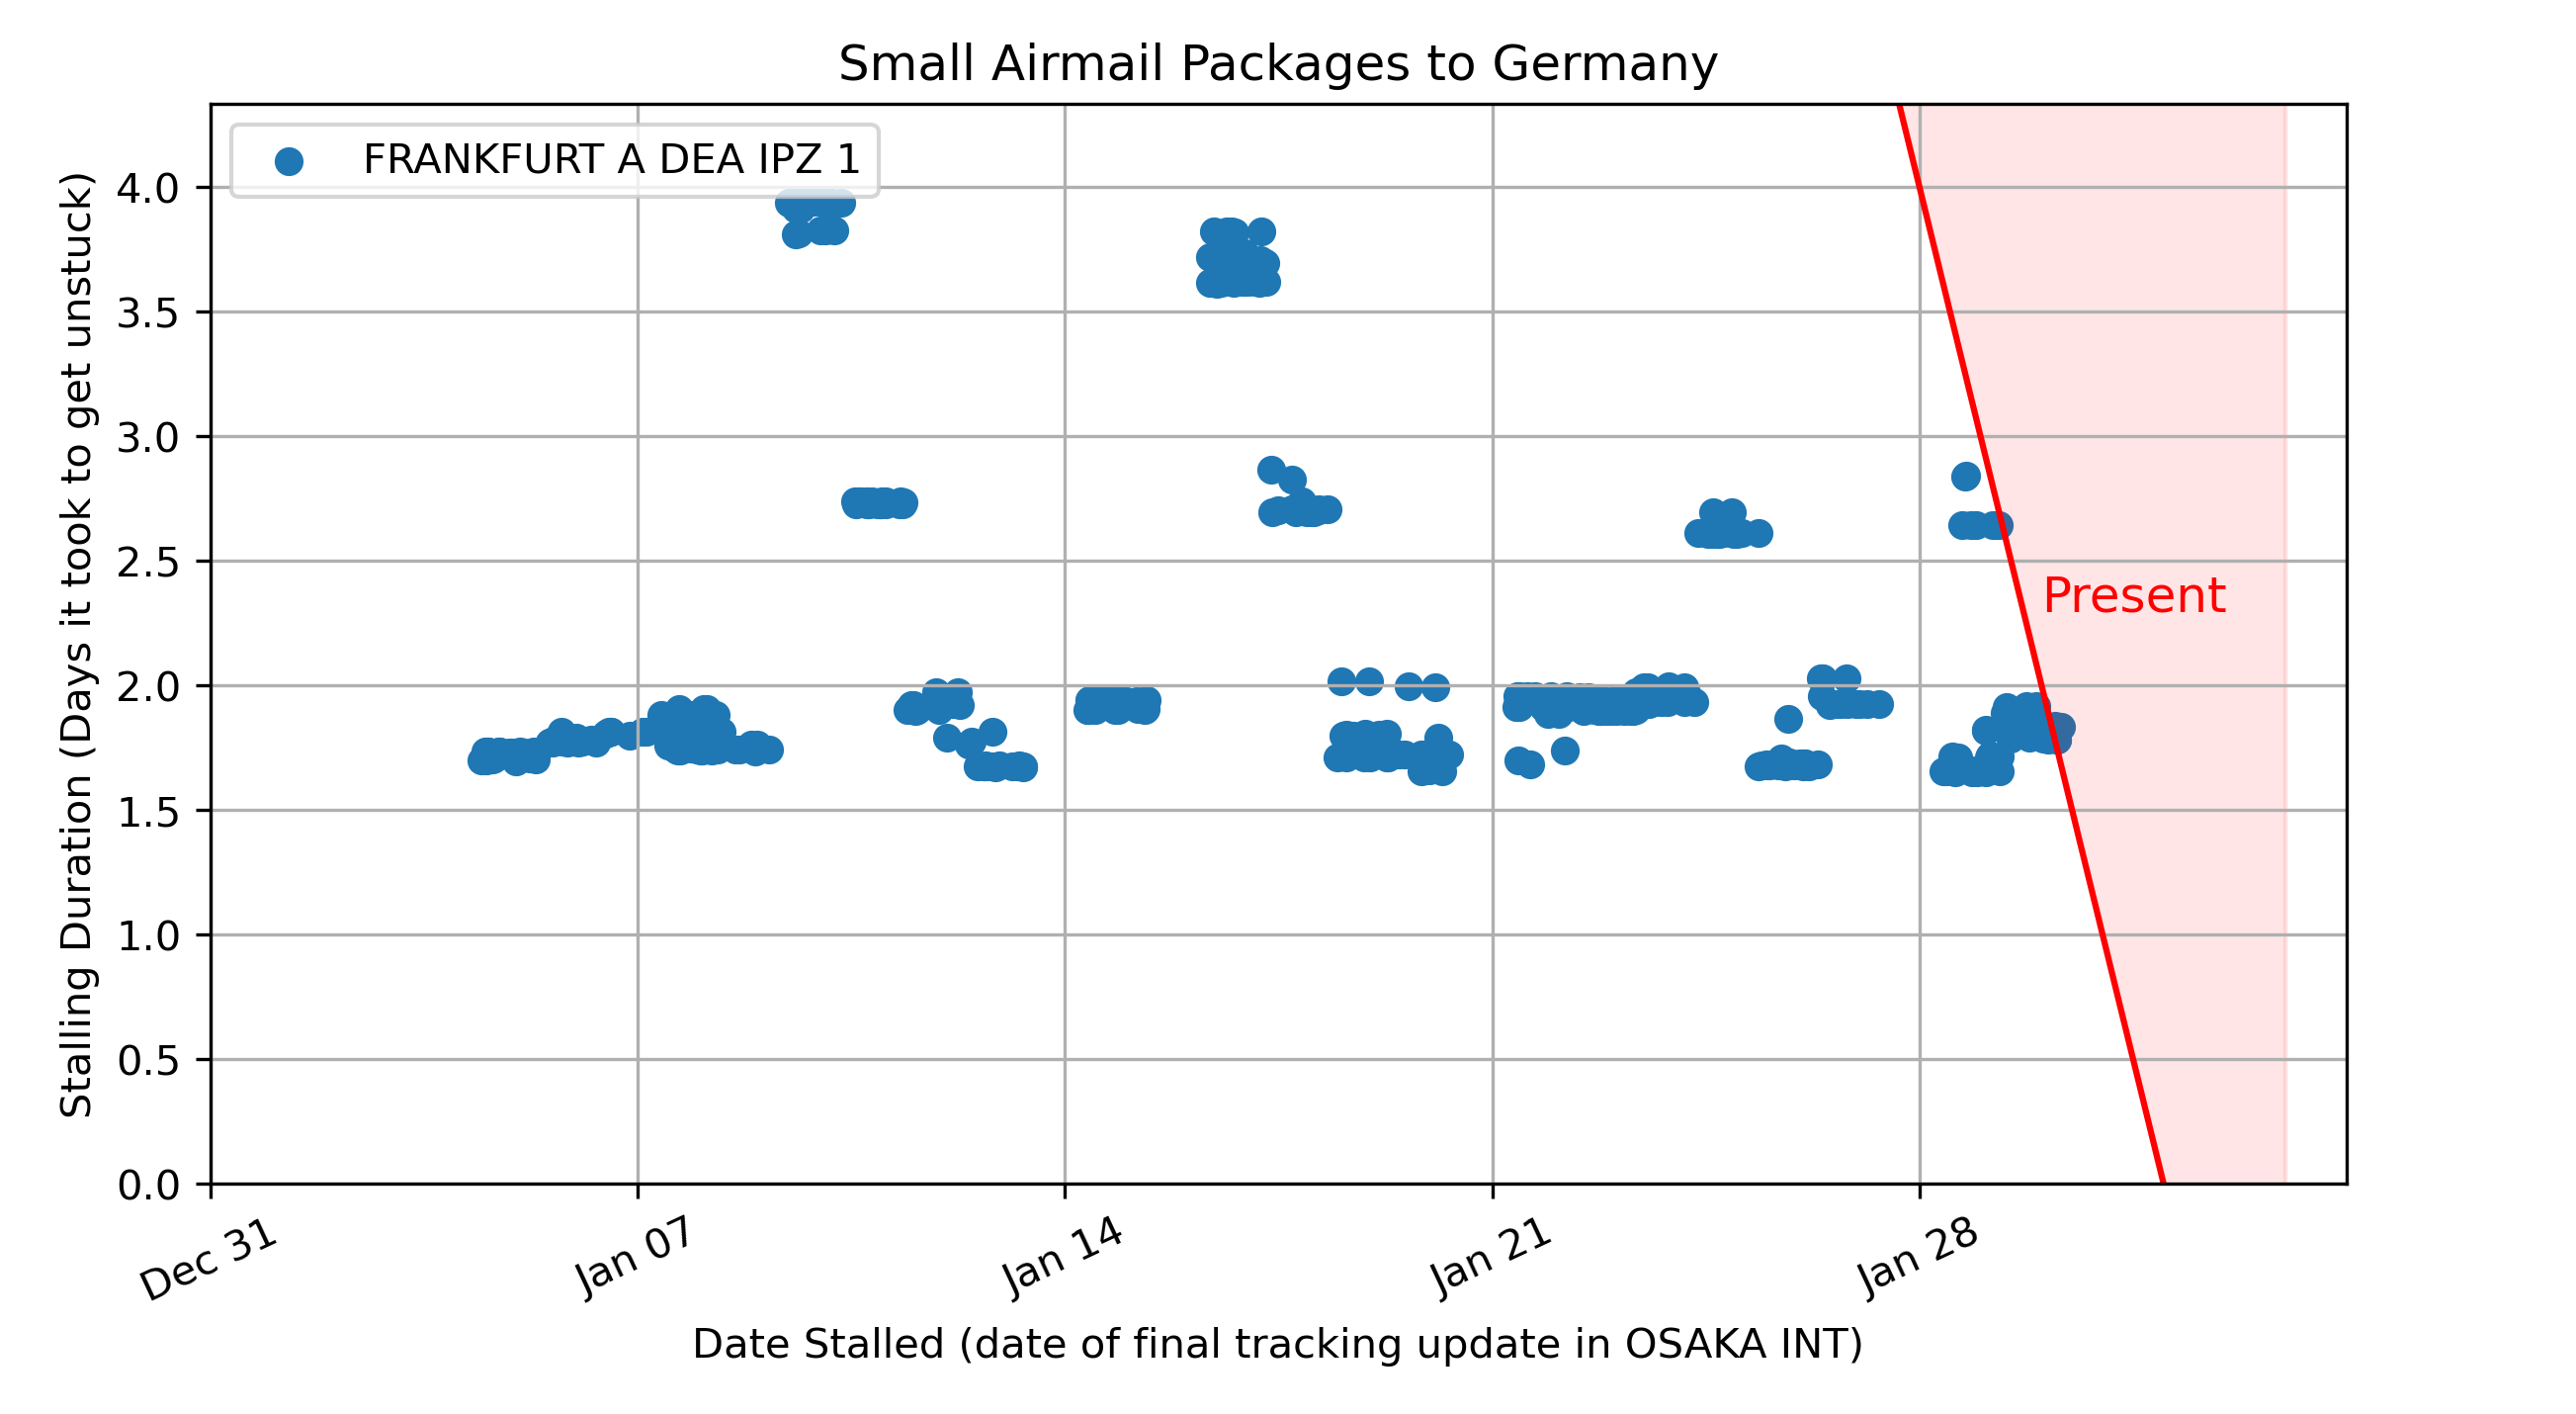 Small Airmail Packages to Germany
FRANKFURT A DEA IPZ 1
Stalling Duration (Days it took to get unstuck)
4.0
3.5
3.0
2.5
2.0
1.5
1.0
0.5
0.0
Present
Dec 31
Jan 07
Jan 14
Jan 21
Jan 28
Date Stalled (date of final tracking update in OSAKA INT)